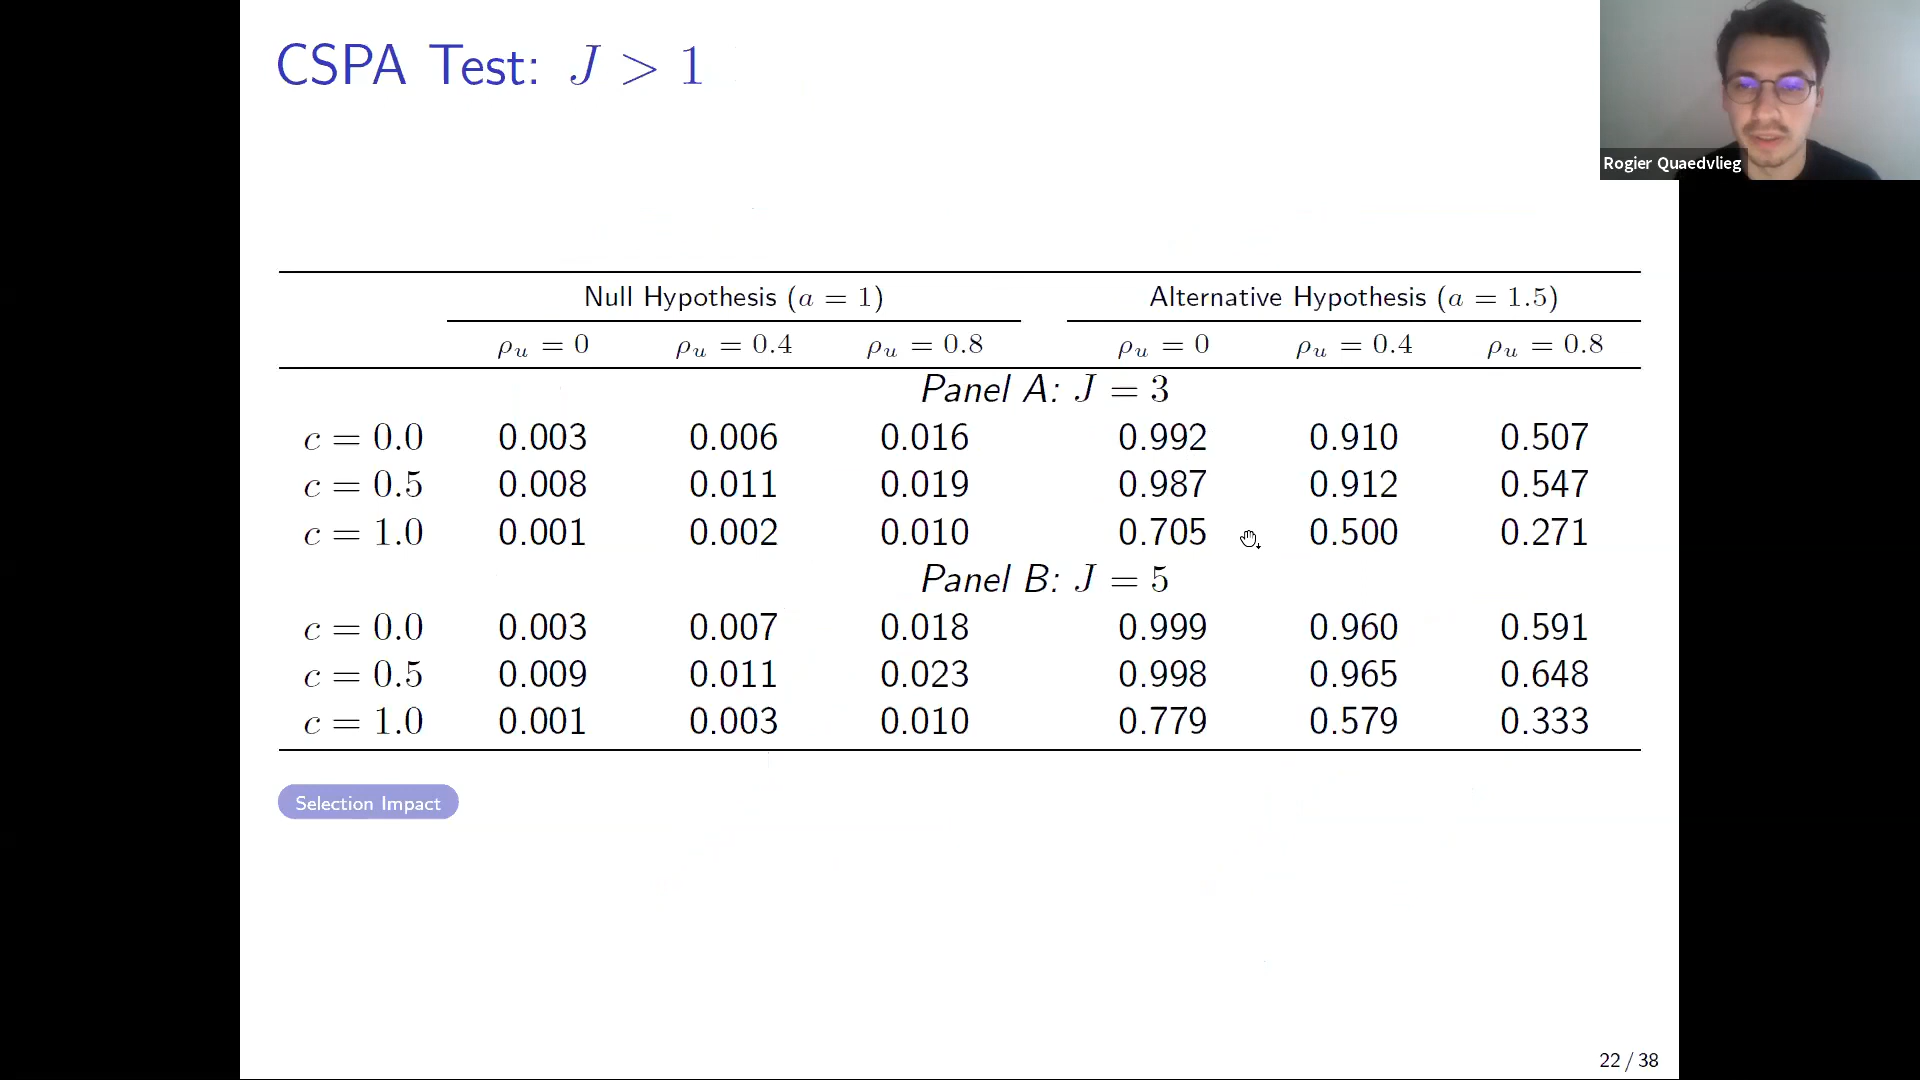 CSPA Test: J > 1
Rogier Quaedvlieg
Null Hypothesis (a = 1) Alternative Hypothesis (a = 1.5)
ρu = 0 ρu = 0.4 ρu = 0.8 ρu = 0 ρu = 0.4 ρu = 0.8
Panel A: J = 3
c = 0.0 0.003 0.006 0.016 0.992 0.910 0.507
c = 0.5 0.008 0.011 0.019 0.987 0.912 0.547
c = 1.0 0.001 0.002 0.010 0.705 0.500 0.271
Panel B: J = 5
c = 0.0 0.003 0.007 0.018 0.999 0.960 0.591
c = 0.5 0.009 0.011 0.023 0.998 0.965 0.648
c = 1.0 0.001 0.003 0.010 0.779 0.579 0.333
Selection Impact
22 / 38